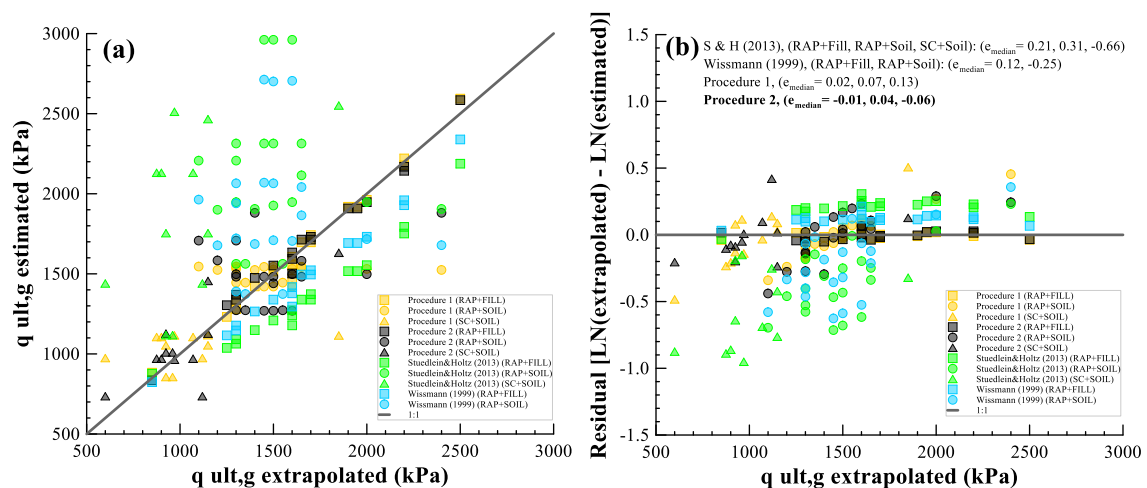 (a)
3000
2500
2000
1500
1000
500
q ult,g estimated (kPa)
Procedure 1 (RAP+FILL)
Procedure 1 (RAP+SOIL)
Procedure 1 (SC+SOIL)
Procedure 2 (RAP+FILL)
Procedure 2 (RAP+SOIL)
Procedure 2 (SC+SOIL)
Stuedlein&Holtz (2013) (RAP+FILL)
Stuedlein&Holtz (2013) (RAP+SOIL)
Stuedlein&Holtz (2013) (SC+SOIL)
Wissmann (1999) (RAP+FILL)
Wissmann (1999) (RAP+SOIL)
1:1
500 1000 1500 2000 2500 3000
q ult,g extrapolated (kPa)
(b)
S & H (2013), (RAP+Fill, RAP+Soil, SC+Soil): (emedian= 0.21, 0.31, -0.66)
Wissmann (1999), (RAP+Fill, RAP+Soil): (emedian= 0.12, -0.25)
Procedure 1, (emedian= 0.02, 0.07, 0.13)
Procedure 2, (emedian= -0.01, 0.04, -0.06)
1.5
1.0
0.5
0.0
-0.5
-1.0
-1.5
Residual [LN(extrapolated) - LN(estimated)]
Procedure 1 (RAP+FILL)
Procedure 1 (RAP+SOIL)
Procedure 1 (SC+SOIL)
Procedure 2 (RAP+FILL)
Procedure 2 (RAP+SOIL)
Procedure 2 (SC+SOIL)
Stuedlein&Holtz (2013) (RAP+FILL)
Stuedlein&Holtz (2013) (RAP+SOIL)
Stuedlein&Holtz (2013) (SC+SOIL)
Wissmann (1999) (RAP+FILL)
Wissmann (1999) (RAP+SOIL)
1:1
500 1000 1500 2000 2500 3000
q ult,g extrapolated (kPa)